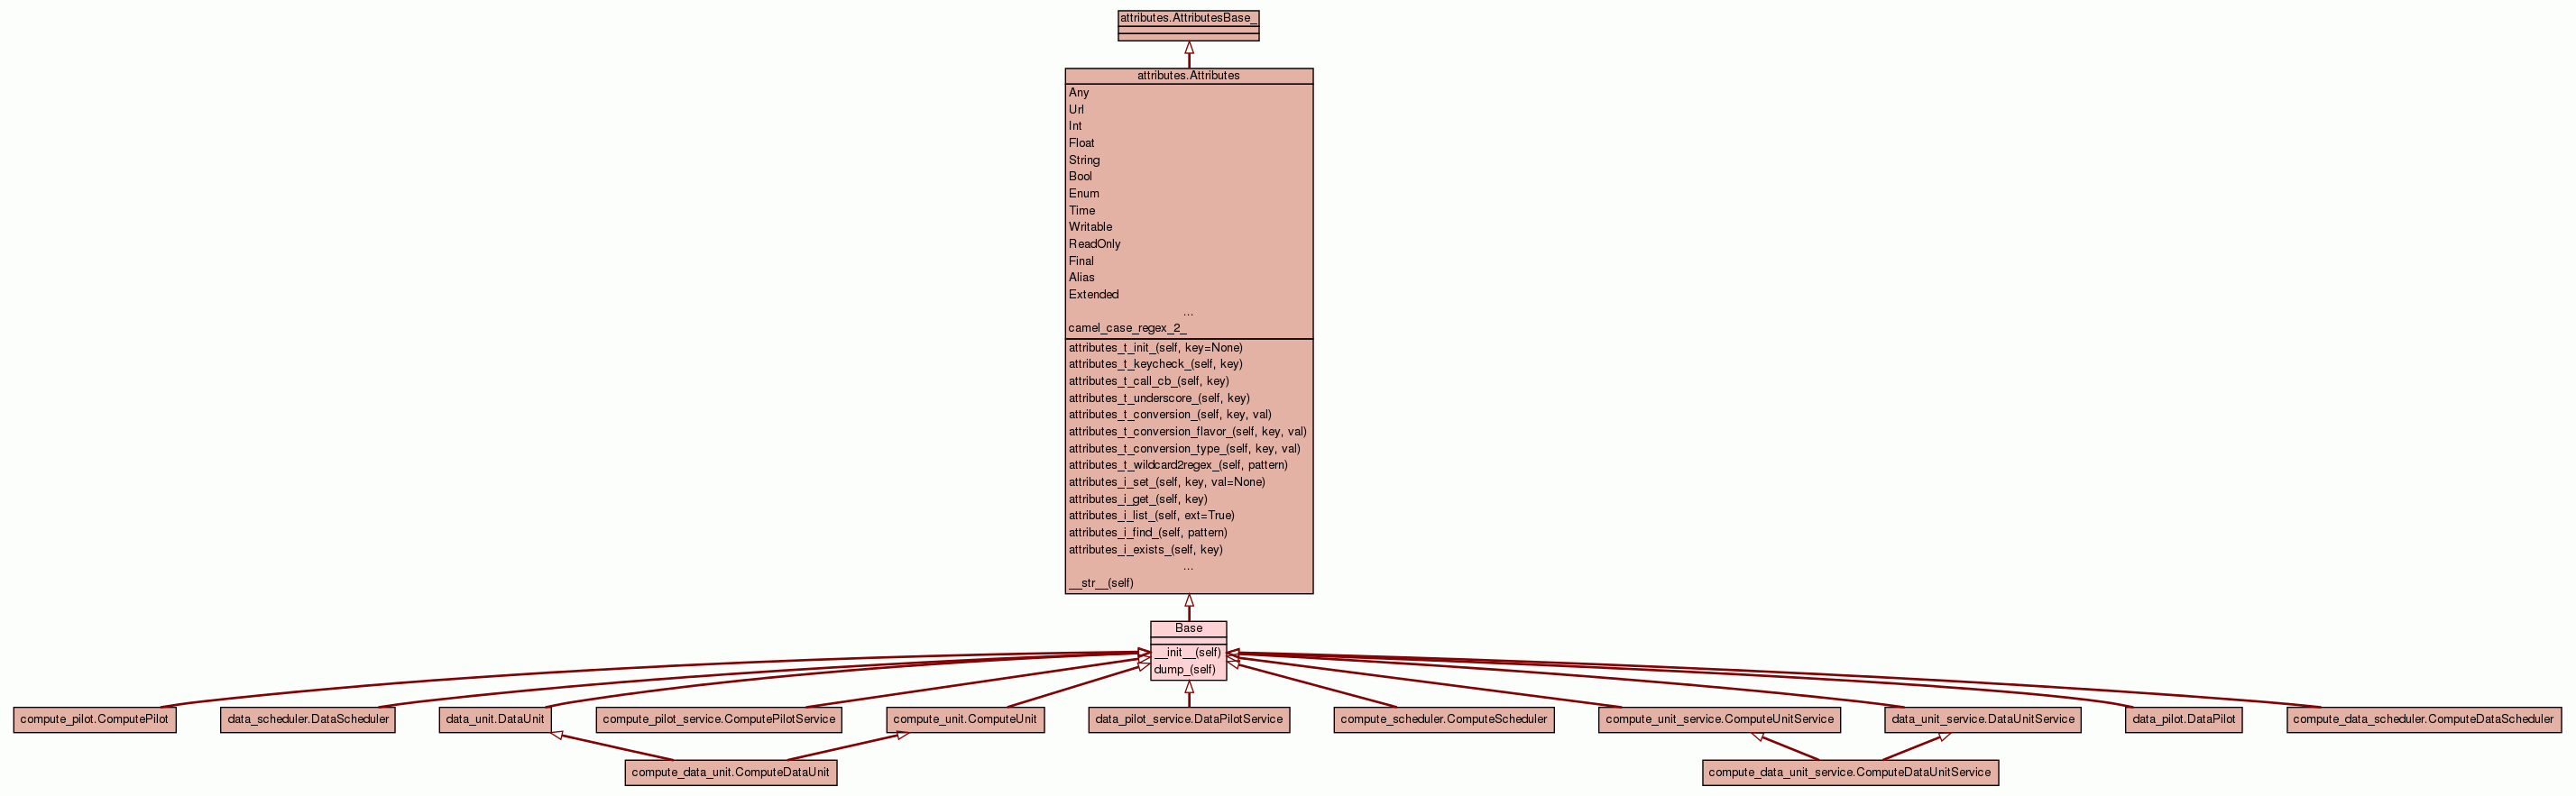 attributes.AttributesBase_
attributes.Attributes
Any
Url
Int
Float
String
Bool
Enum
Time
Writable
ReadOnly
Final
Alias
Extended
...
camel_case_regex_2_
attributes_t_init_(self, key=None)
attributes_t_keycheck_(self, key)
attributes_t_call_cb_(self, key)
attributes_t_underscore_(self, key)
attributes_t_conversion_(self, key, val)
attributes_t_conversion_flavor_(self, key, val)
attributes_t_conversion_type_(self, key, val)
attributes_t_wildcard2regex_(self, pattern)
attributes_i_set_(self, key, val=None)
attributes_i_get_(self, key)
attributes_i_list_(self, ext=True)
attributes_i_find_(self, pattern)
attributes_i_exists_(self, key)
...
__str__(self)
Base
__init__(self)
dump_(self)
compute_pilot.ComputePilot
data_scheduler.DataScheduler
data_unit.DataUnit
compute_pilot_service.ComputePilotService
compute_unit.ComputeUnit
data_pilot_service.DataPilotService
compute_scheduler.ComputeScheduler
compute_unit_service.ComputeUnitService
data_unit_service.DataUnitService
data_pilot.DataPilot
compute_data_scheduler.ComputeDataScheduler
compute_data_unit.ComputeDataUnit
compute_data_unit_service.ComputeDataUnitService